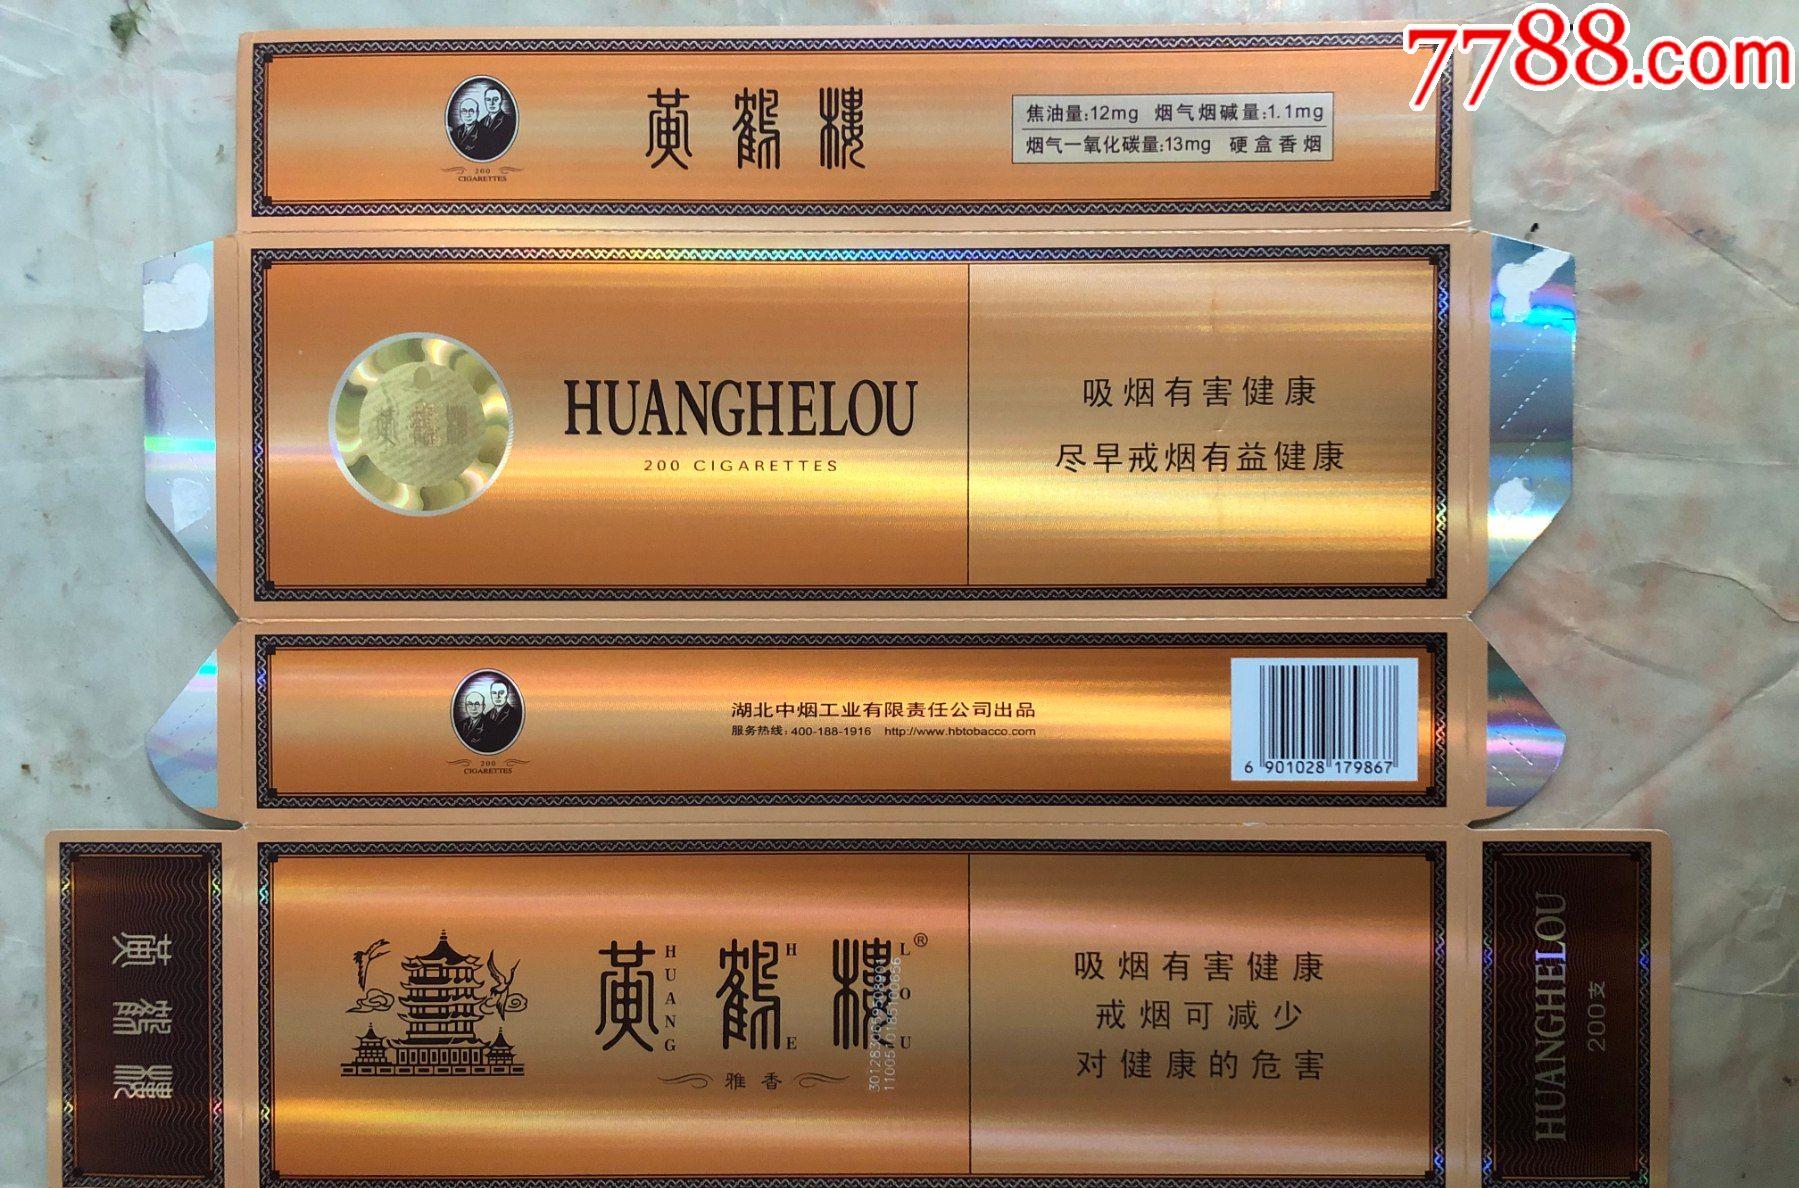 7788.com
200
CIGARETTES
黄鹤楼
焦油量:12mg 烟气烟碱量:1.1mg
烟气一氧化碳量:13mg 硬盒香烟
黄鹤楼
HUANGHELOU
200 CIGARETTES
吸烟有害健康
尽早戒烟有益健康
200
CIGARETTES
湖北中烟工业有限责任公司出品
服务热线:400-188-1916 http://www.hbtobacco.com
6 901028 179867
黄鹤楼
黄鹤楼®
HUANG HE LOU
雅香
吸烟有害健康
戒烟可减少
对健康的危害
HUANGHELOU
200支